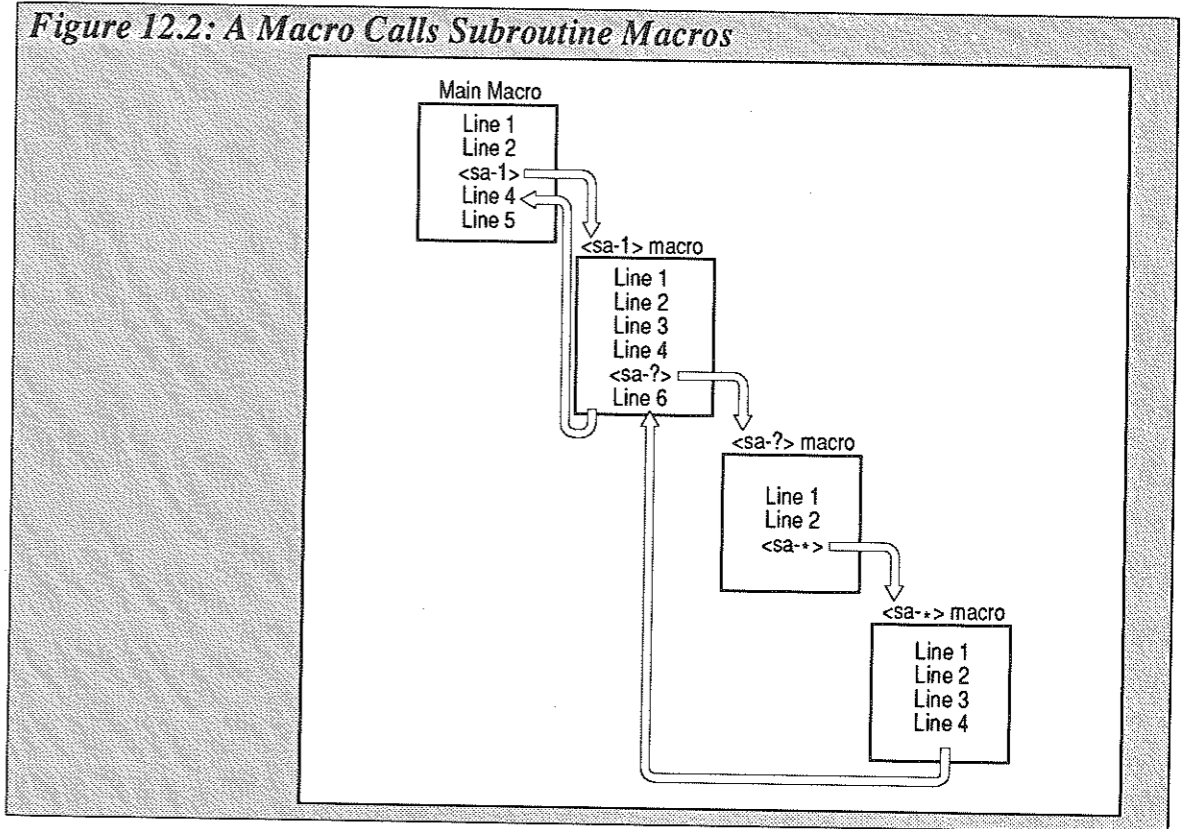 Figure 12.2: A Macro Calls Subroutine Macros
Main Macro
Line 1
Line 2
<sa-1>
Line 4
Line 5
<sa-1> macro
Line 1
Line 2
Line 3
Line 4
<sa-?>
Line 6
<sa-?> macro
Line 1
Line 2
<sa-*>
<sa-*> macro
Line 1
Line 2
Line 3
Line 4